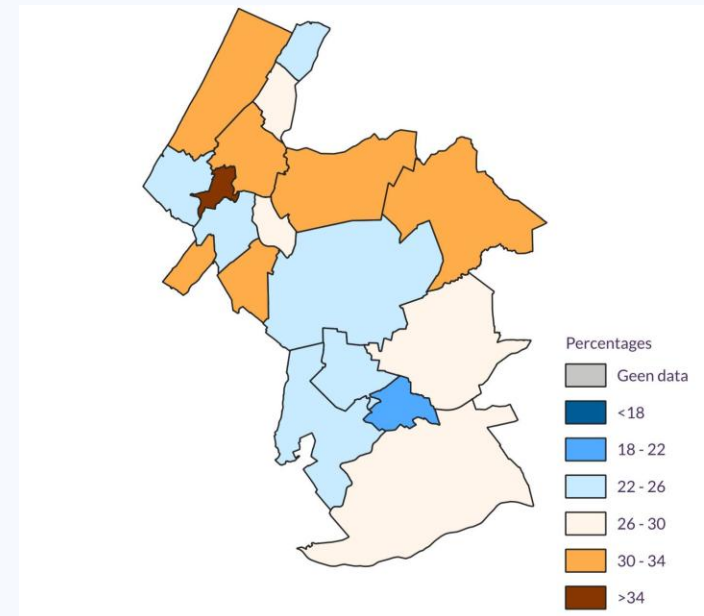 Percentages
Geen data
<18
18 - 22
22 - 26
26 - 30
30 - 34
>34